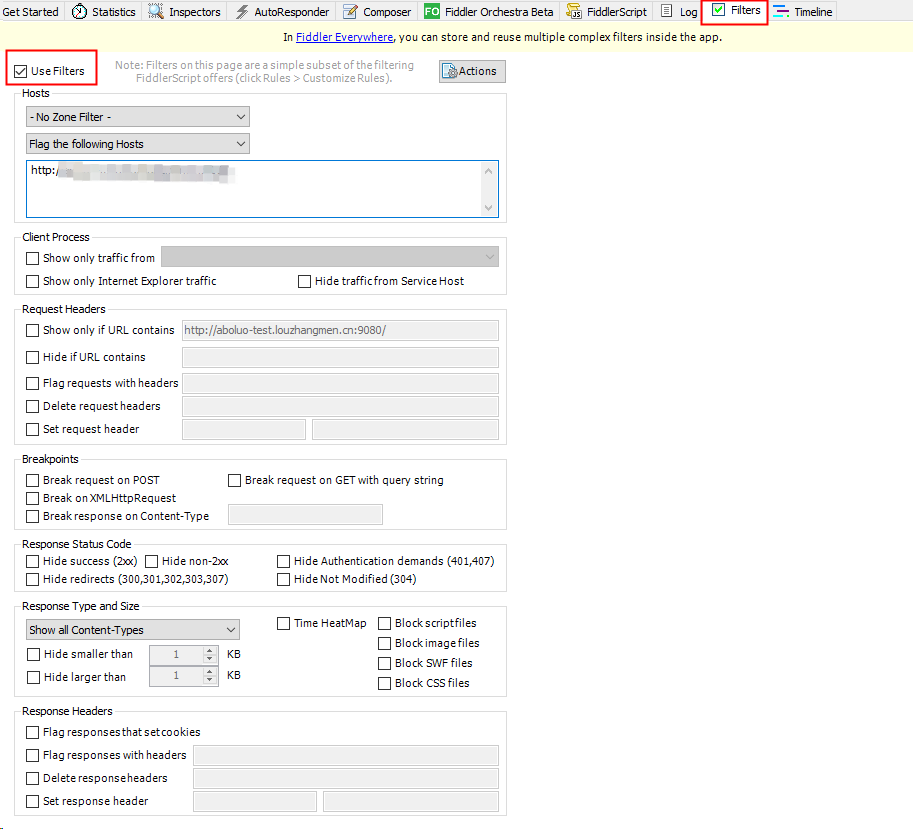 Get Started Statistics Inspectors AutoResponder Composer FO Fiddler Orchestra Beta FiddlerScript Log Filters Timeline
In Fiddler Everywhere, you can store and reuse multiple complex filters inside the app.
Use Filters
Note: Filters on this page are a simple subset of the filtering
FiddlerScript offers (click Rules > Customize Rules).
Actions
Hosts
- No Zone Filter -
Flag the following Hosts
http:/
Client Process
Show only traffic from
Show only Internet Explorer traffic Hide traffic from Service Host
Request Headers
Show only if URL contains http://aboluo-test.louzhangmen.cn:9080/
Hide if URL contains
Flag requests with headers
Delete request headers
Set request header
Breakpoints
Break request on POST Break request on GET with query string
Break on XMLHttpRequest
Break response on Content-Type
Response Status Code
Hide success (2xx) Hide non-2xx Hide Authentication demands (401,407)
Hide redirects (300,301,302,303,307) Hide Not Modified (304)
Response Type and Size
Show all Content-Types Time HeatMap Block script files
Block image files
Hide smaller than 1 KB
Block SWF files
Hide larger than 1 KB
Block CSS files
Response Headers
Flag responses that set cookies
Flag responses with headers
Delete response headers
Set response header